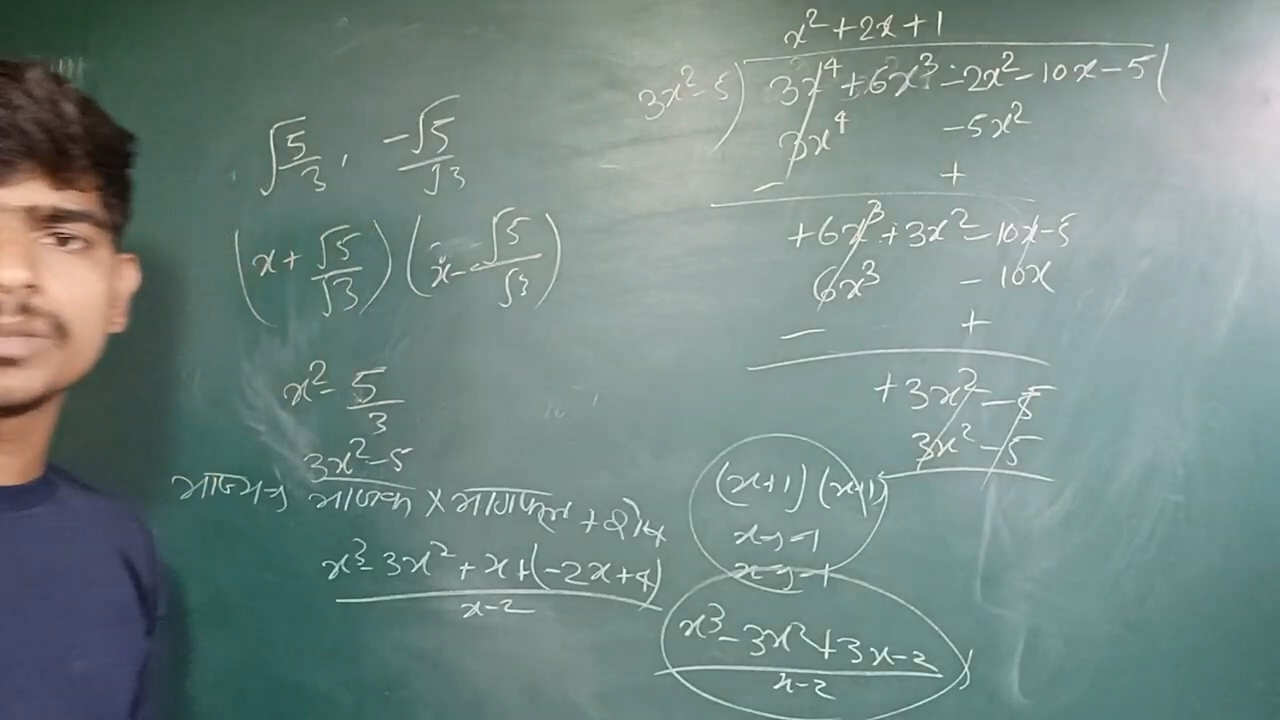 √5/3, -√5/√3
(x + √5/√3) (x - √5/√3)
x² - 5/3
3x² - 5
भाज्य = भाजक × भागफल + शेष
x³ - 3x² + x + (-2x + 4)
x - 2
x² + 2x + 1
3x² - 5) 3x⁴ + 6x³ - 2x² - 10x - 5 (
3x⁴ - 5x²
- +
+ 6x³ + 3x² - 10x - 5
6x³ - 10x
- +
+ 3x² - 5
3x² - 5
(x+1) (x+1)
x = -1
x = -1
x³ - 3x² + 3x - 2
x - 2